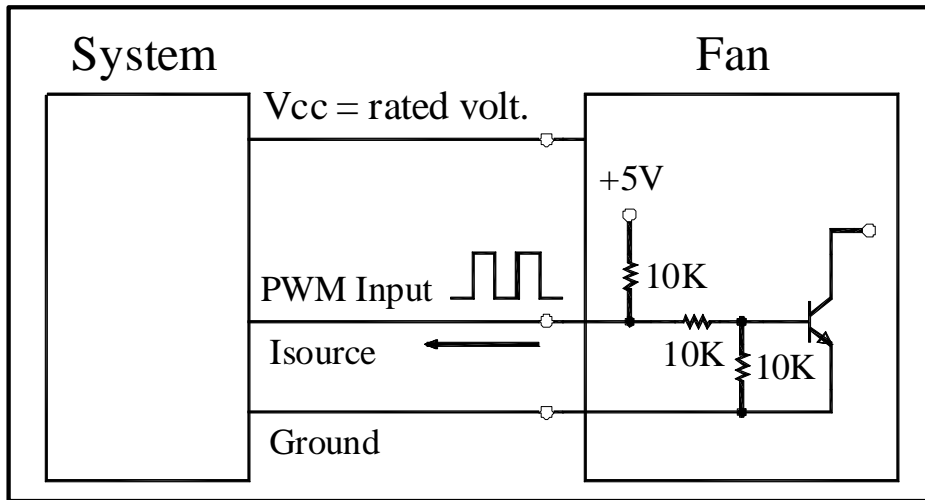 System
Fan
Vcc = rated volt.
+5V
10K
PWM Input
Isource
10K
10K
Ground